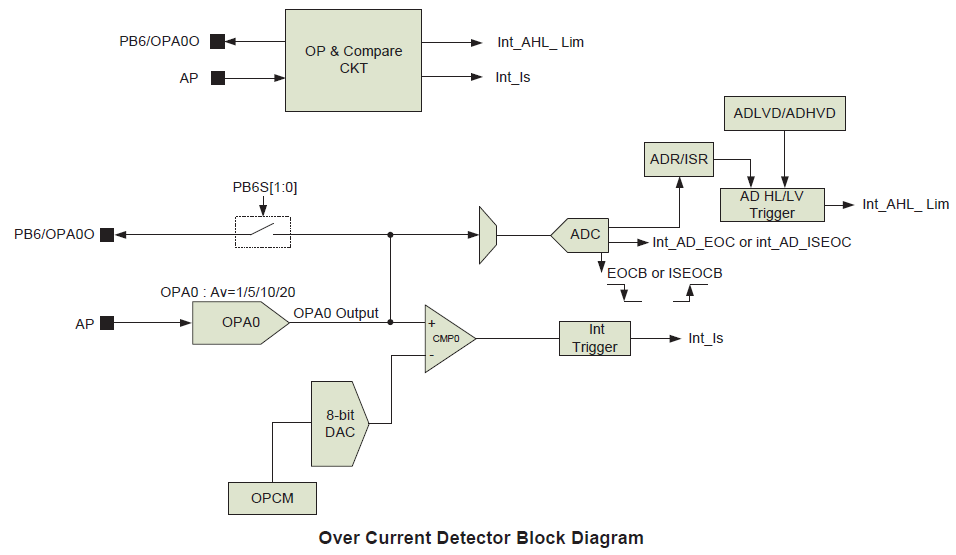 PB6/OPA0O
AP
OP & Compare
CKT
Int_AHL_ Lim
Int_Is
ADLVD/ADHVD
ADR/ISR
AD HL/LV
Trigger
Int_AHL_ Lim
PB6S[1:0]
PB6/OPA0O
ADC
Int_AD_EOC or int_AD_ISEOC
EOCB or ISEOCB
OPA0 : Av=1/5/10/20
AP
OPA0
OPA0 Output
+
CMP0
-
Int
Trigger
Int_Is
8-bit
DAC
OPCM
Over Current Detector Block Diagram